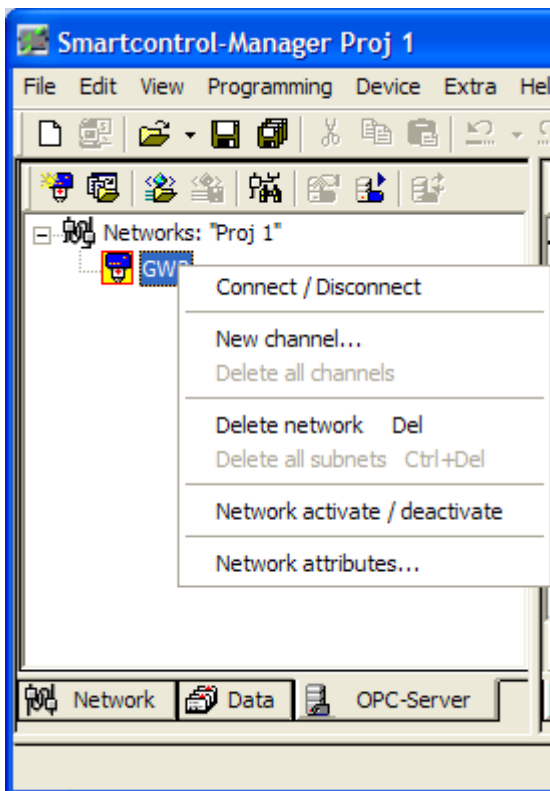 Smartcontrol-Manager Proj 1
File Edit View Programming Device Extra
Networks: "Proj 1"
Connect / Disconnect
New channel...
Delete all channels
Delete network Del
Delete all subnets Ctrl+Del
Network activate / deactivate
Network attributes...
Network Data OPC-Server